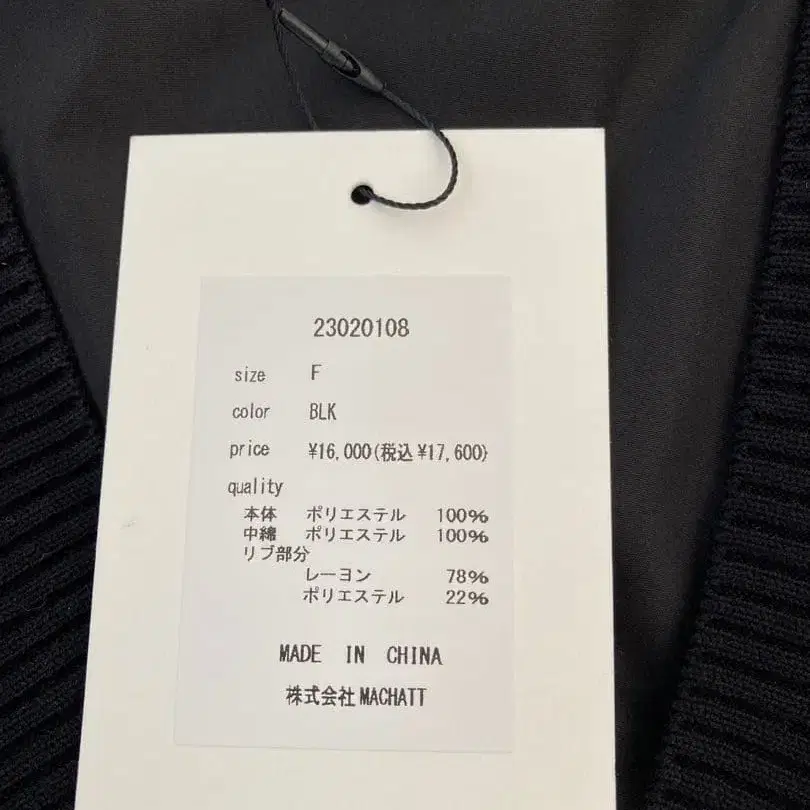 23020108
size F
color BLK
price ¥16,000(税込¥17,600)
quality
本体 ポリエステル 100%
中綿 ポリエステル 100%
リブ部分
レーヨン 78%
ポリエステル 22%
MADE IN CHINA
株式会社MACHATT